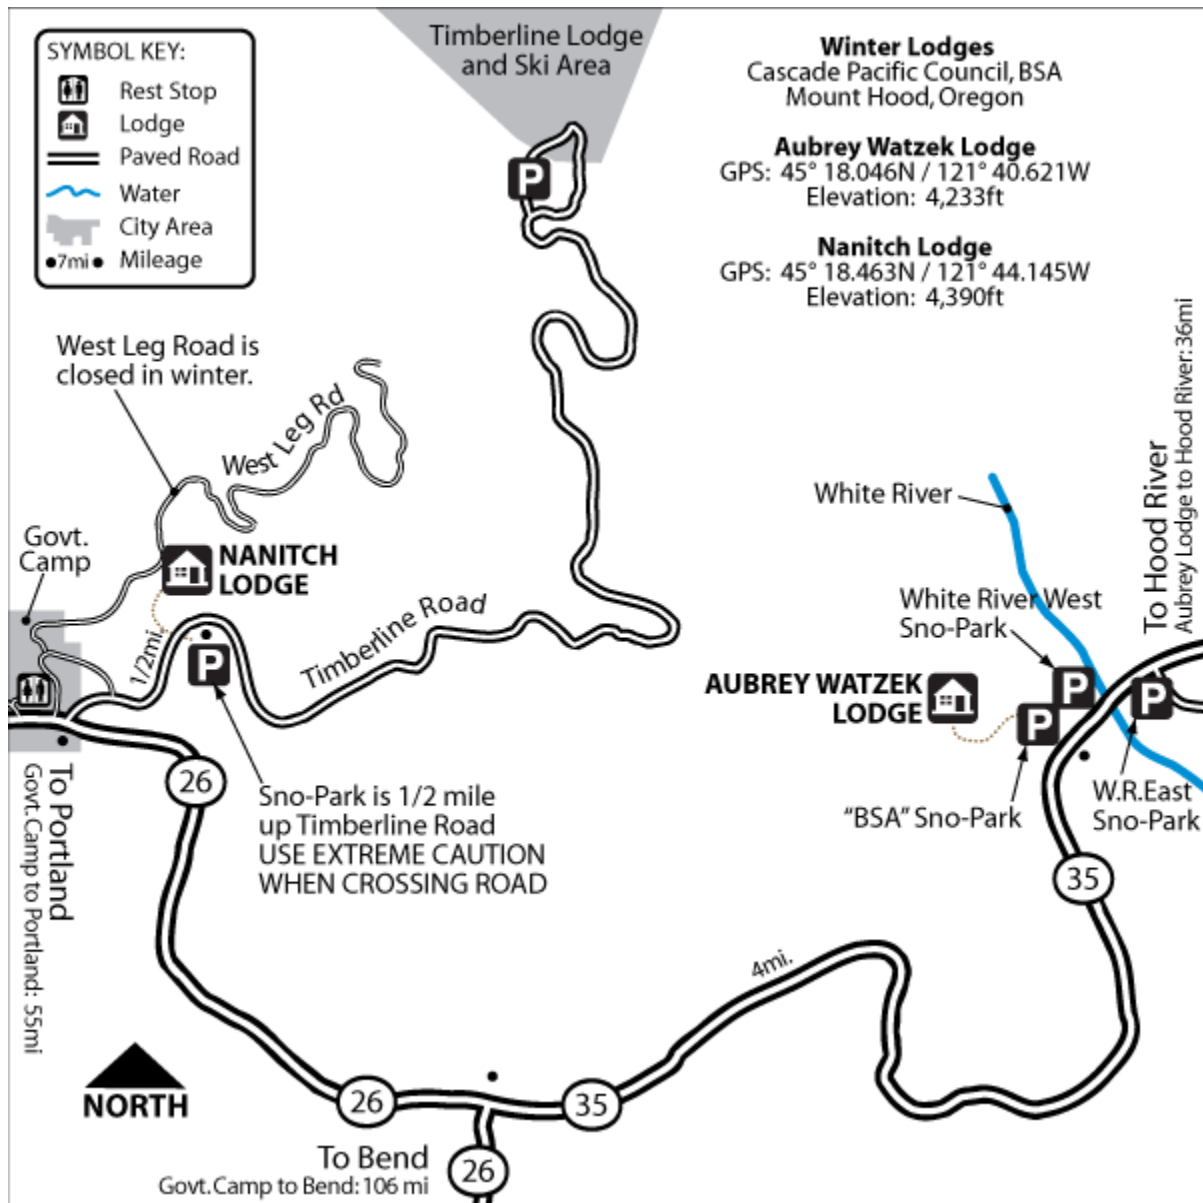 SYMBOL KEY:
Rest Stop
Lodge
Paved Road
Water
City Area
7mi
Mileage
Timberline Lodge
and Ski Area
P
Winter Lodges
Cascade Pacific Council, BSA
Mount Hood, Oregon
Aubrey Watzek Lodge
GPS: 45° 18.046N / 121° 40.621W
Elevation: 4,233ft
Nanitch Lodge
GPS: 45° 18.463N / 121° 44.145W
Elevation: 4,390ft
West Leg Road is
closed in winter.
West Leg Rd
Govt.
Camp
NANITCH
LODGE
1/2mi.
P
Timberline Road
Sno-Park is 1/2 mile
up Timberline Road
USE EXTREME CAUTION
WHEN CROSSING ROAD
White River
White River West
Sno-Park
To Hood River
Aubrey Lodge to Hood River: 36mi
AUBREY WATZEK
LODGE
P
P
P
"BSA" Sno-Park
W.R.East
Sno-Park
26
35
To Portland
Govt. Camp to Portland: 55mi
4mi.
NORTH
26
35
To Bend
Govt. Camp to Bend: 106 mi
26